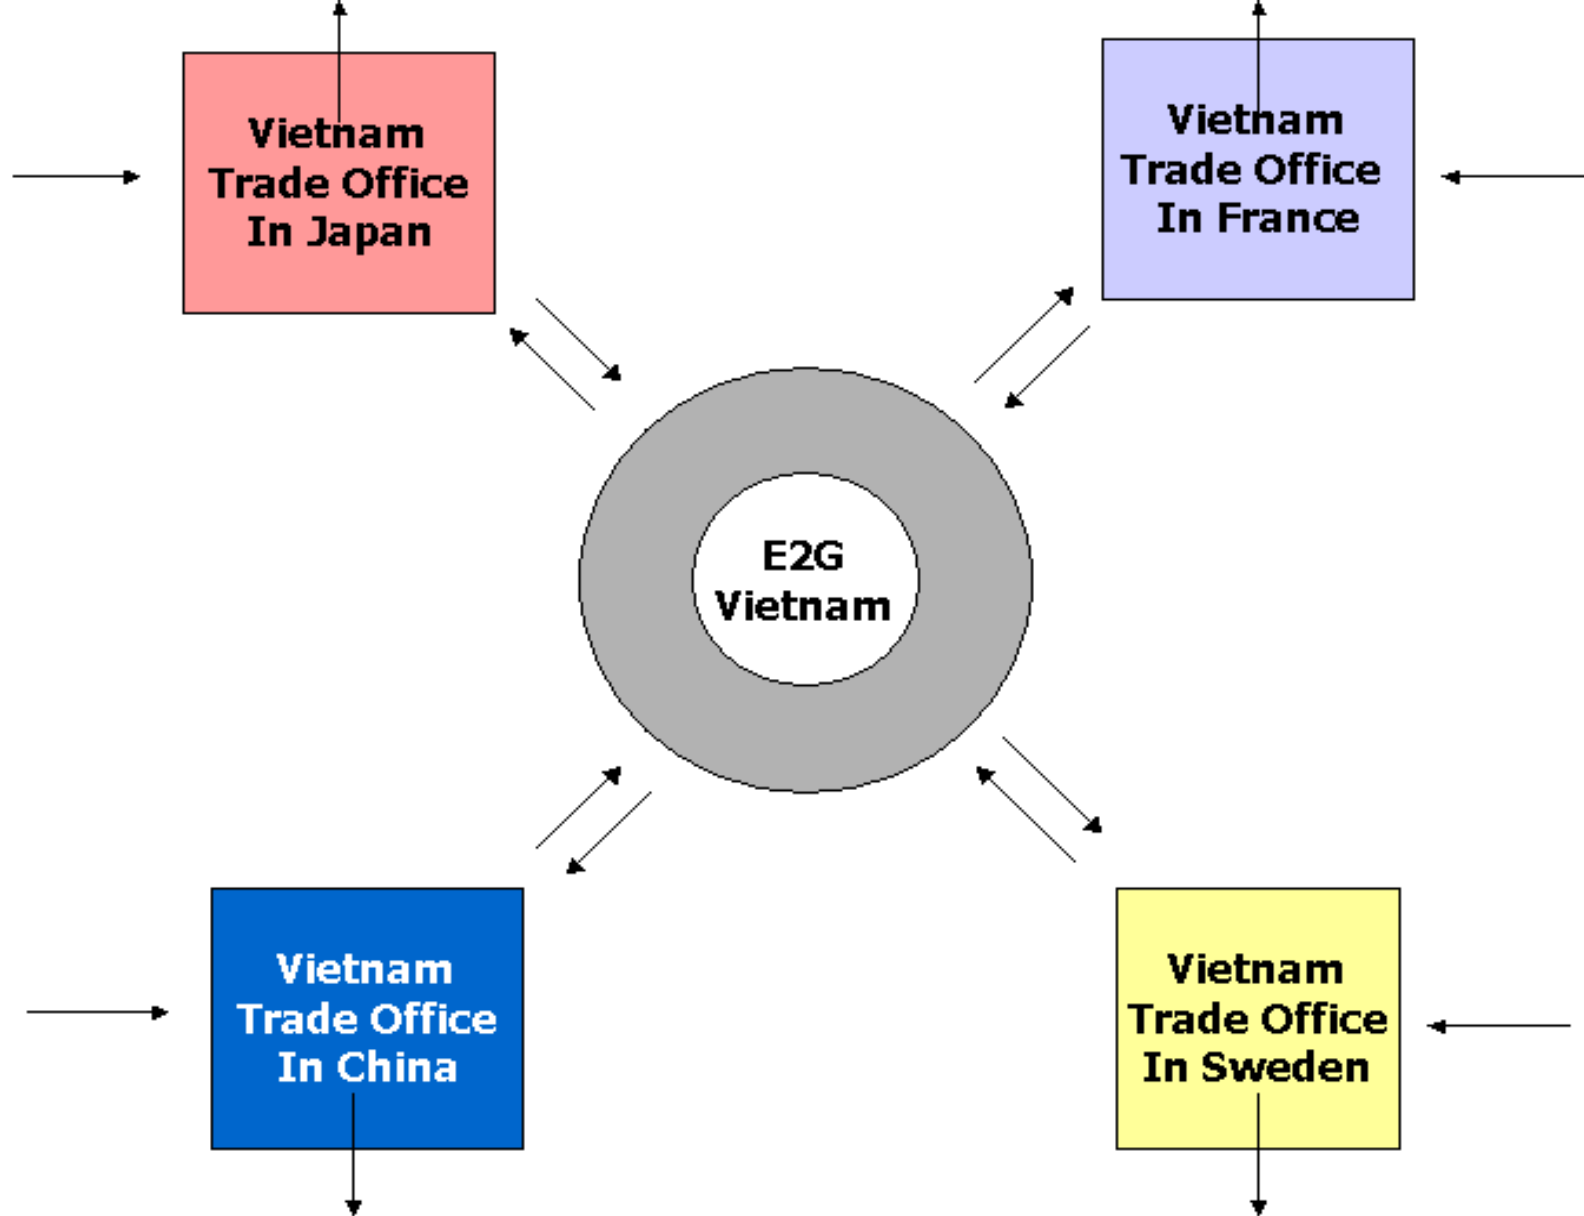 Vietnam
Trade Office
In Japan
Vietnam
Trade Office
In France
E2G
Vietnam
Vietnam
Trade Office
In China
Vietnam
Trade Office
In Sweden